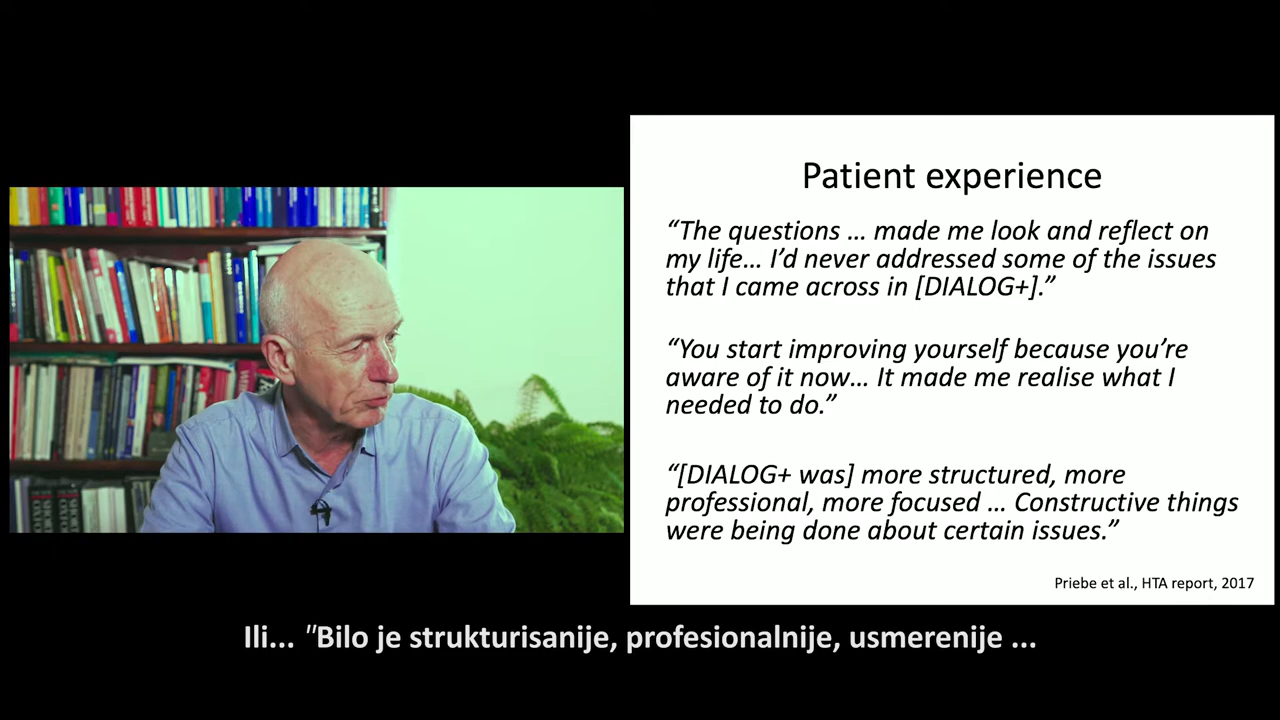 Patient experience
“The questions … made me look and reflect on
my life… I’d never addressed some of the issues
that I came across in [DIALOG+].”
“You start improving yourself because you’re
aware of it now… It made me realise what I
needed to do.”
“[DIALOG+ was] more structured, more
professional, more focused … Constructive things
were being done about certain issues.”
Priebe et al., HTA report, 2017
Ili... "Bilo je strukturisanije, profesionalnije, usmerenije ...